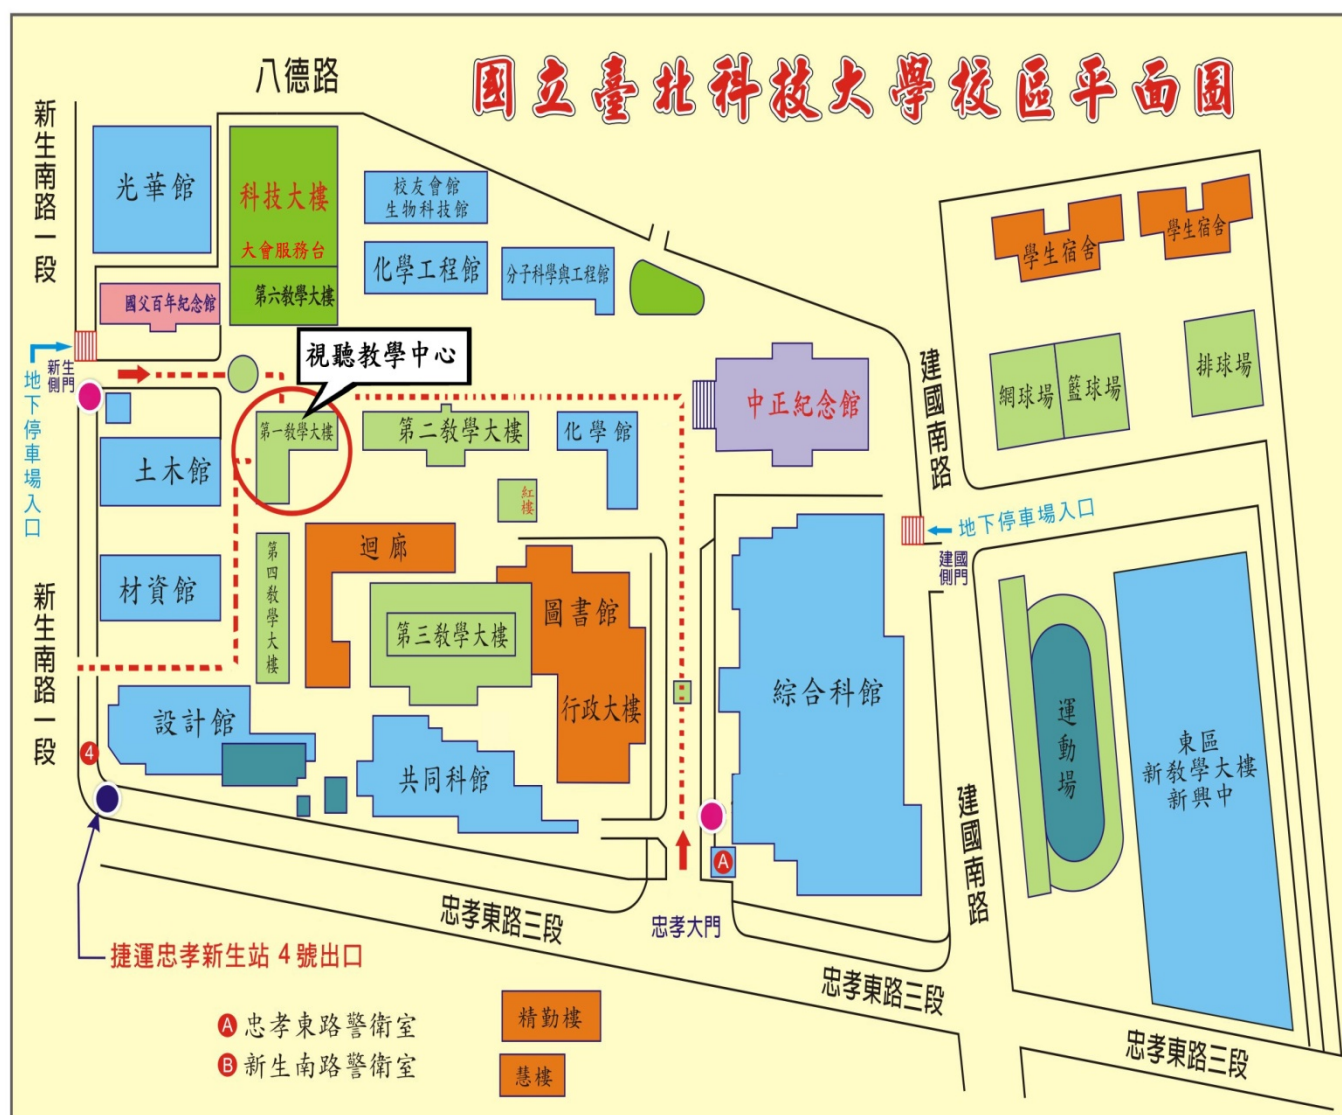 國立臺北科技大學校區平面圖
八德路
新生南路一段
光華館
科技大樓
大會服務台
第六教學大樓
校友會館
生物科技館
化學工程館
分子科學與工程館
國父百年紀念館
學生宿舍
學生宿舍
新生
側門
地下停車場入口
視聽教學中心
第一教學大樓
第二教學大樓
化學館
中正紀念館
建國南路
網球場
籃球場
排球場
土木館
紅樓
地下停車場入口
建國
側門
迴廊
第四教學大樓
材資館
圖書館
第三教學大樓
綜合科館
新生南路一段
設計館
行政大樓
運動場
東區
新教學大樓
新興中
4
共同科館
建國南路
A
忠孝東路三段
忠孝大門
捷運忠孝新生站 4 號出口
忠孝東路三段
A 忠孝東路警衛室
B 新生南路警衛室
精勤樓
慧樓
忠孝東路三段